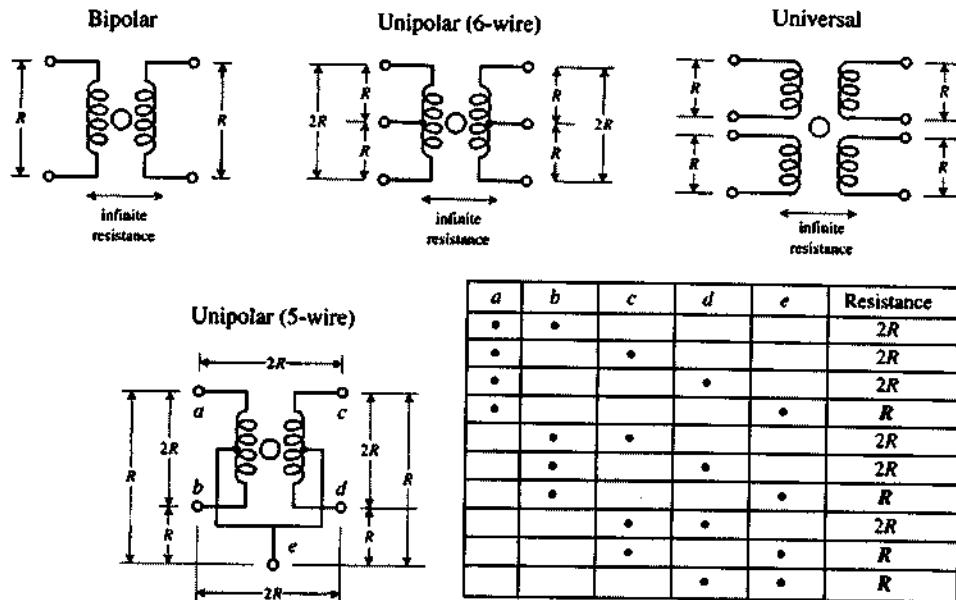 Bipolar
Unipolar (6-wire)
Universal
R
R
2R
R
R
R
R
2R
R
R
R
R
infinite
resistance
infinite
resistance
infinite
resistance
Unipolar (5-wire)
2R
a
c
R
2R
2R
R
b
d
R
R
e
2R
a b c d e Resistance
• • 2R
• • 2R
• • 2R
• • R
• • 2R
• • 2R
• • R
• • 2R
• • R
• • R